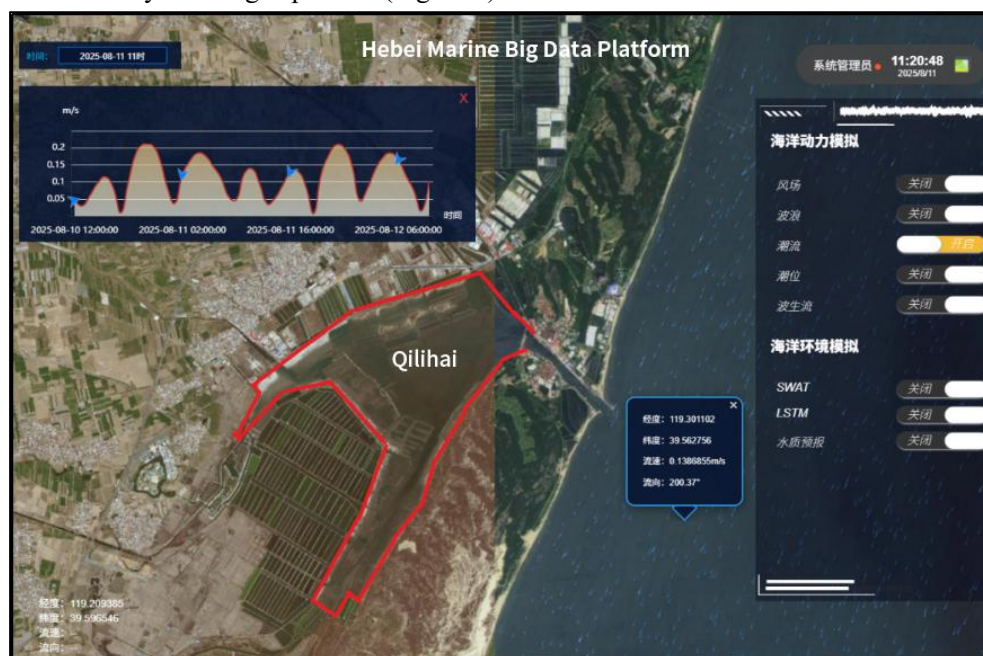 Hebei Marine Big Data Platform
时间:
2025-08-11 11时
系统管理员
11:20:48
2025/8/11
m/s
X
0.2
0.15
0.1
0.05
时间
2025-08-10 12:00:00
2025-08-11 02:00:00
2025-08-11 16:00:00
2025-08-12 06:00:00
海洋动力模拟
风场 关闭
波浪 关闭
潮流 开启
潮位 关闭
波生流 关闭
海洋环境模拟
SWAT 关闭
LSTM 关闭
水质预报 关闭
Qilihai
经度: 119.301102
纬度: 39.562756
流速: 0.1386855m/s
流向: 200.37°
经度: 119.209385
纬度: 39.596546
流速: --
流向: --